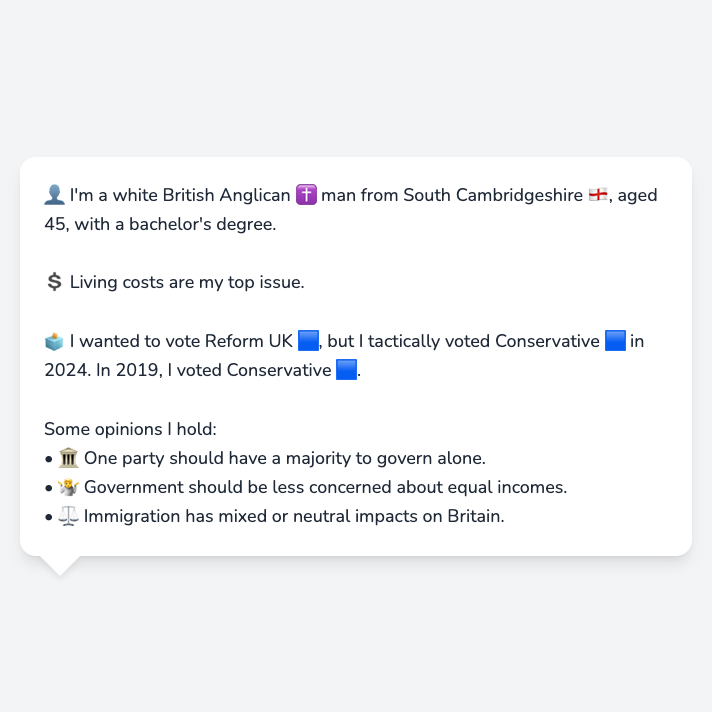 👤 I'm a white British Anglican ✝️ man from South Cambridgeshire 🏴󠁧󠁢󠁥󠁮󠁧󠁿, aged
45, with a bachelor's degree.
💲 Living costs are my top issue.
🗳️ I wanted to vote Reform UK 🟦, but I tactically voted Conservative 🟦 in
2024. In 2019, I voted Conservative 🟦.
Some opinions I hold:
• 🏛️ One party should have a majority to govern alone.
• 🤷 Government should be less concerned about equal incomes.
• ⚖️ Immigration has mixed or neutral impacts on Britain.